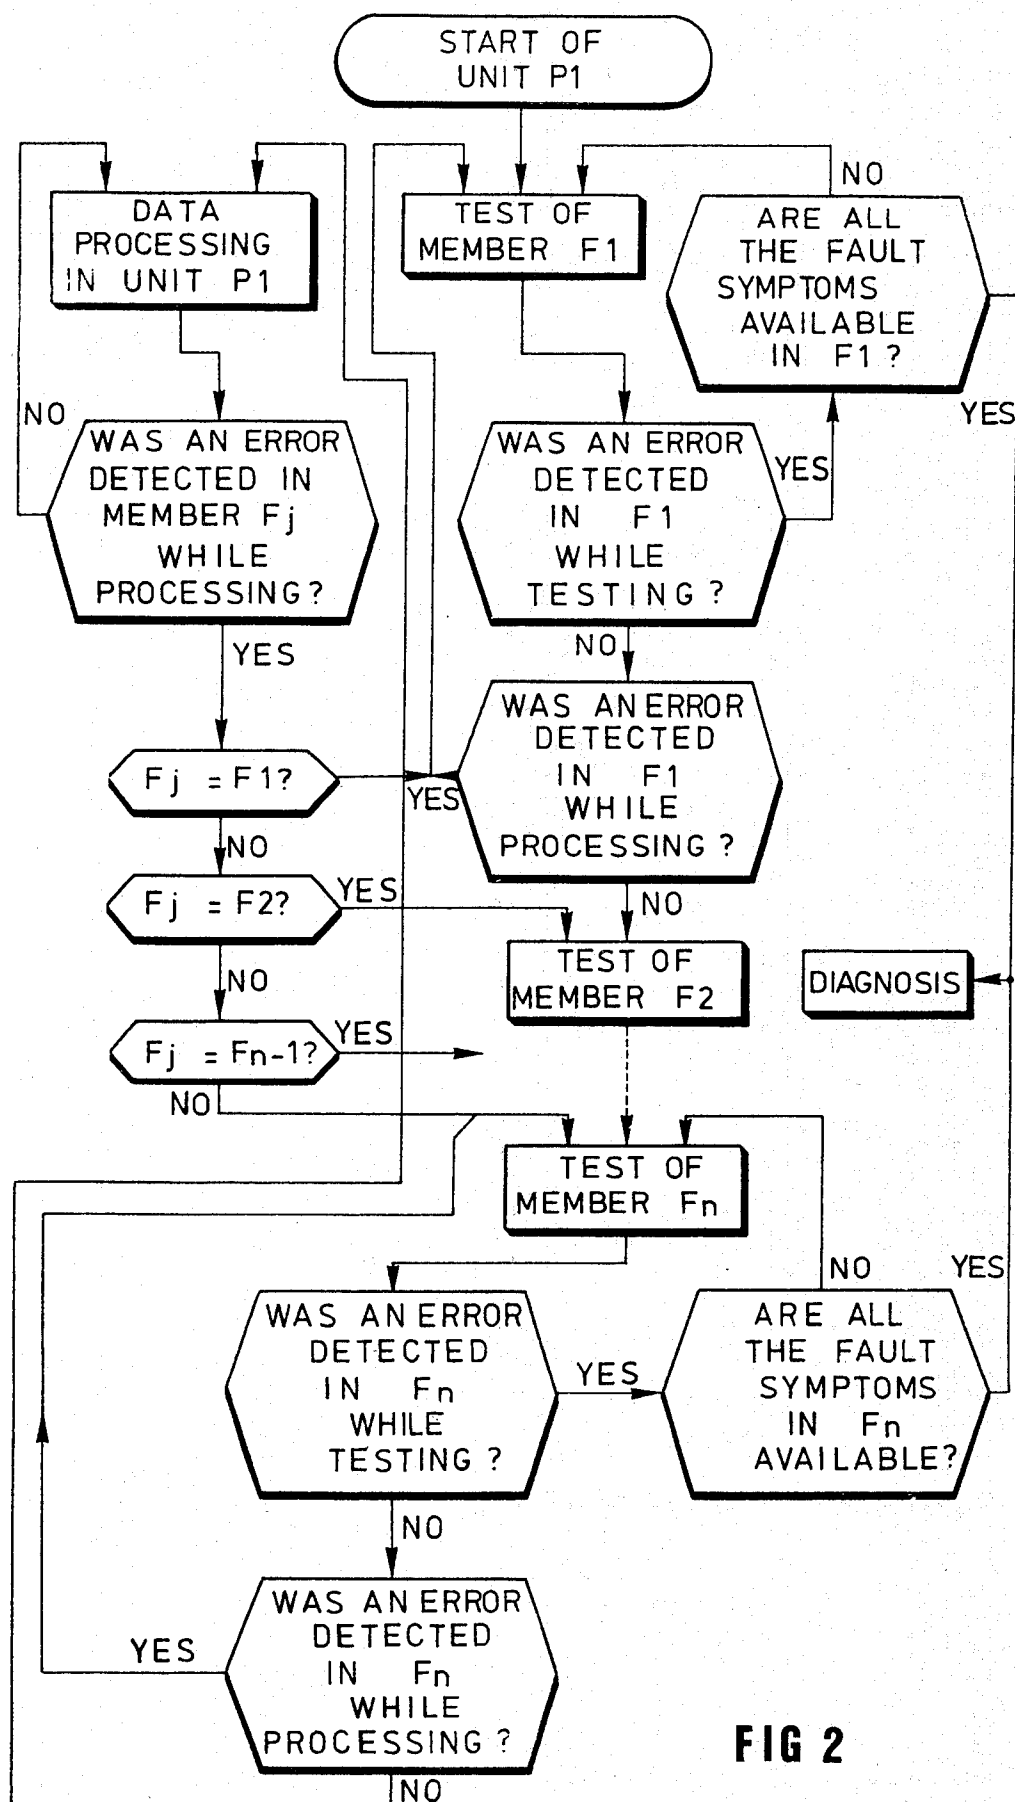 START OF
UNIT P1
DATA
PROCESSING
IN UNIT P1
TEST OF
MEMBER F1
NO
ARE ALL
THE FAULT
SYMPTOMS
AVAILABLE
IN F1?
YES
NO
WAS AN ERROR
DETECTED IN
MEMBER Fj
WHILE
PROCESSING?
YES
WAS AN ERROR
DETECTED
IN F1
WHILE
TESTING?
YES
NO
WAS AN ERROR
DETECTED
IN F1
WHILE
PROCESSING?
YES
NO
Fj = F1?
NO
Fj = F2?
YES
NO
TEST OF
MEMBER F2
DIAGNOSIS
Fj = Fn-1?
YES
NO
TEST OF
MEMBER Fn
NO
YES
WAS AN ERROR
DETECTED
IN Fn
WHILE
TESTING?
YES
ARE ALL
THE FAULT
SYMPTOMS
IN Fn
AVAILABLE?
NO
WAS AN ERROR
DETECTED
IN Fn
WHILE
PROCESSING?
YES
NO
FIG 2